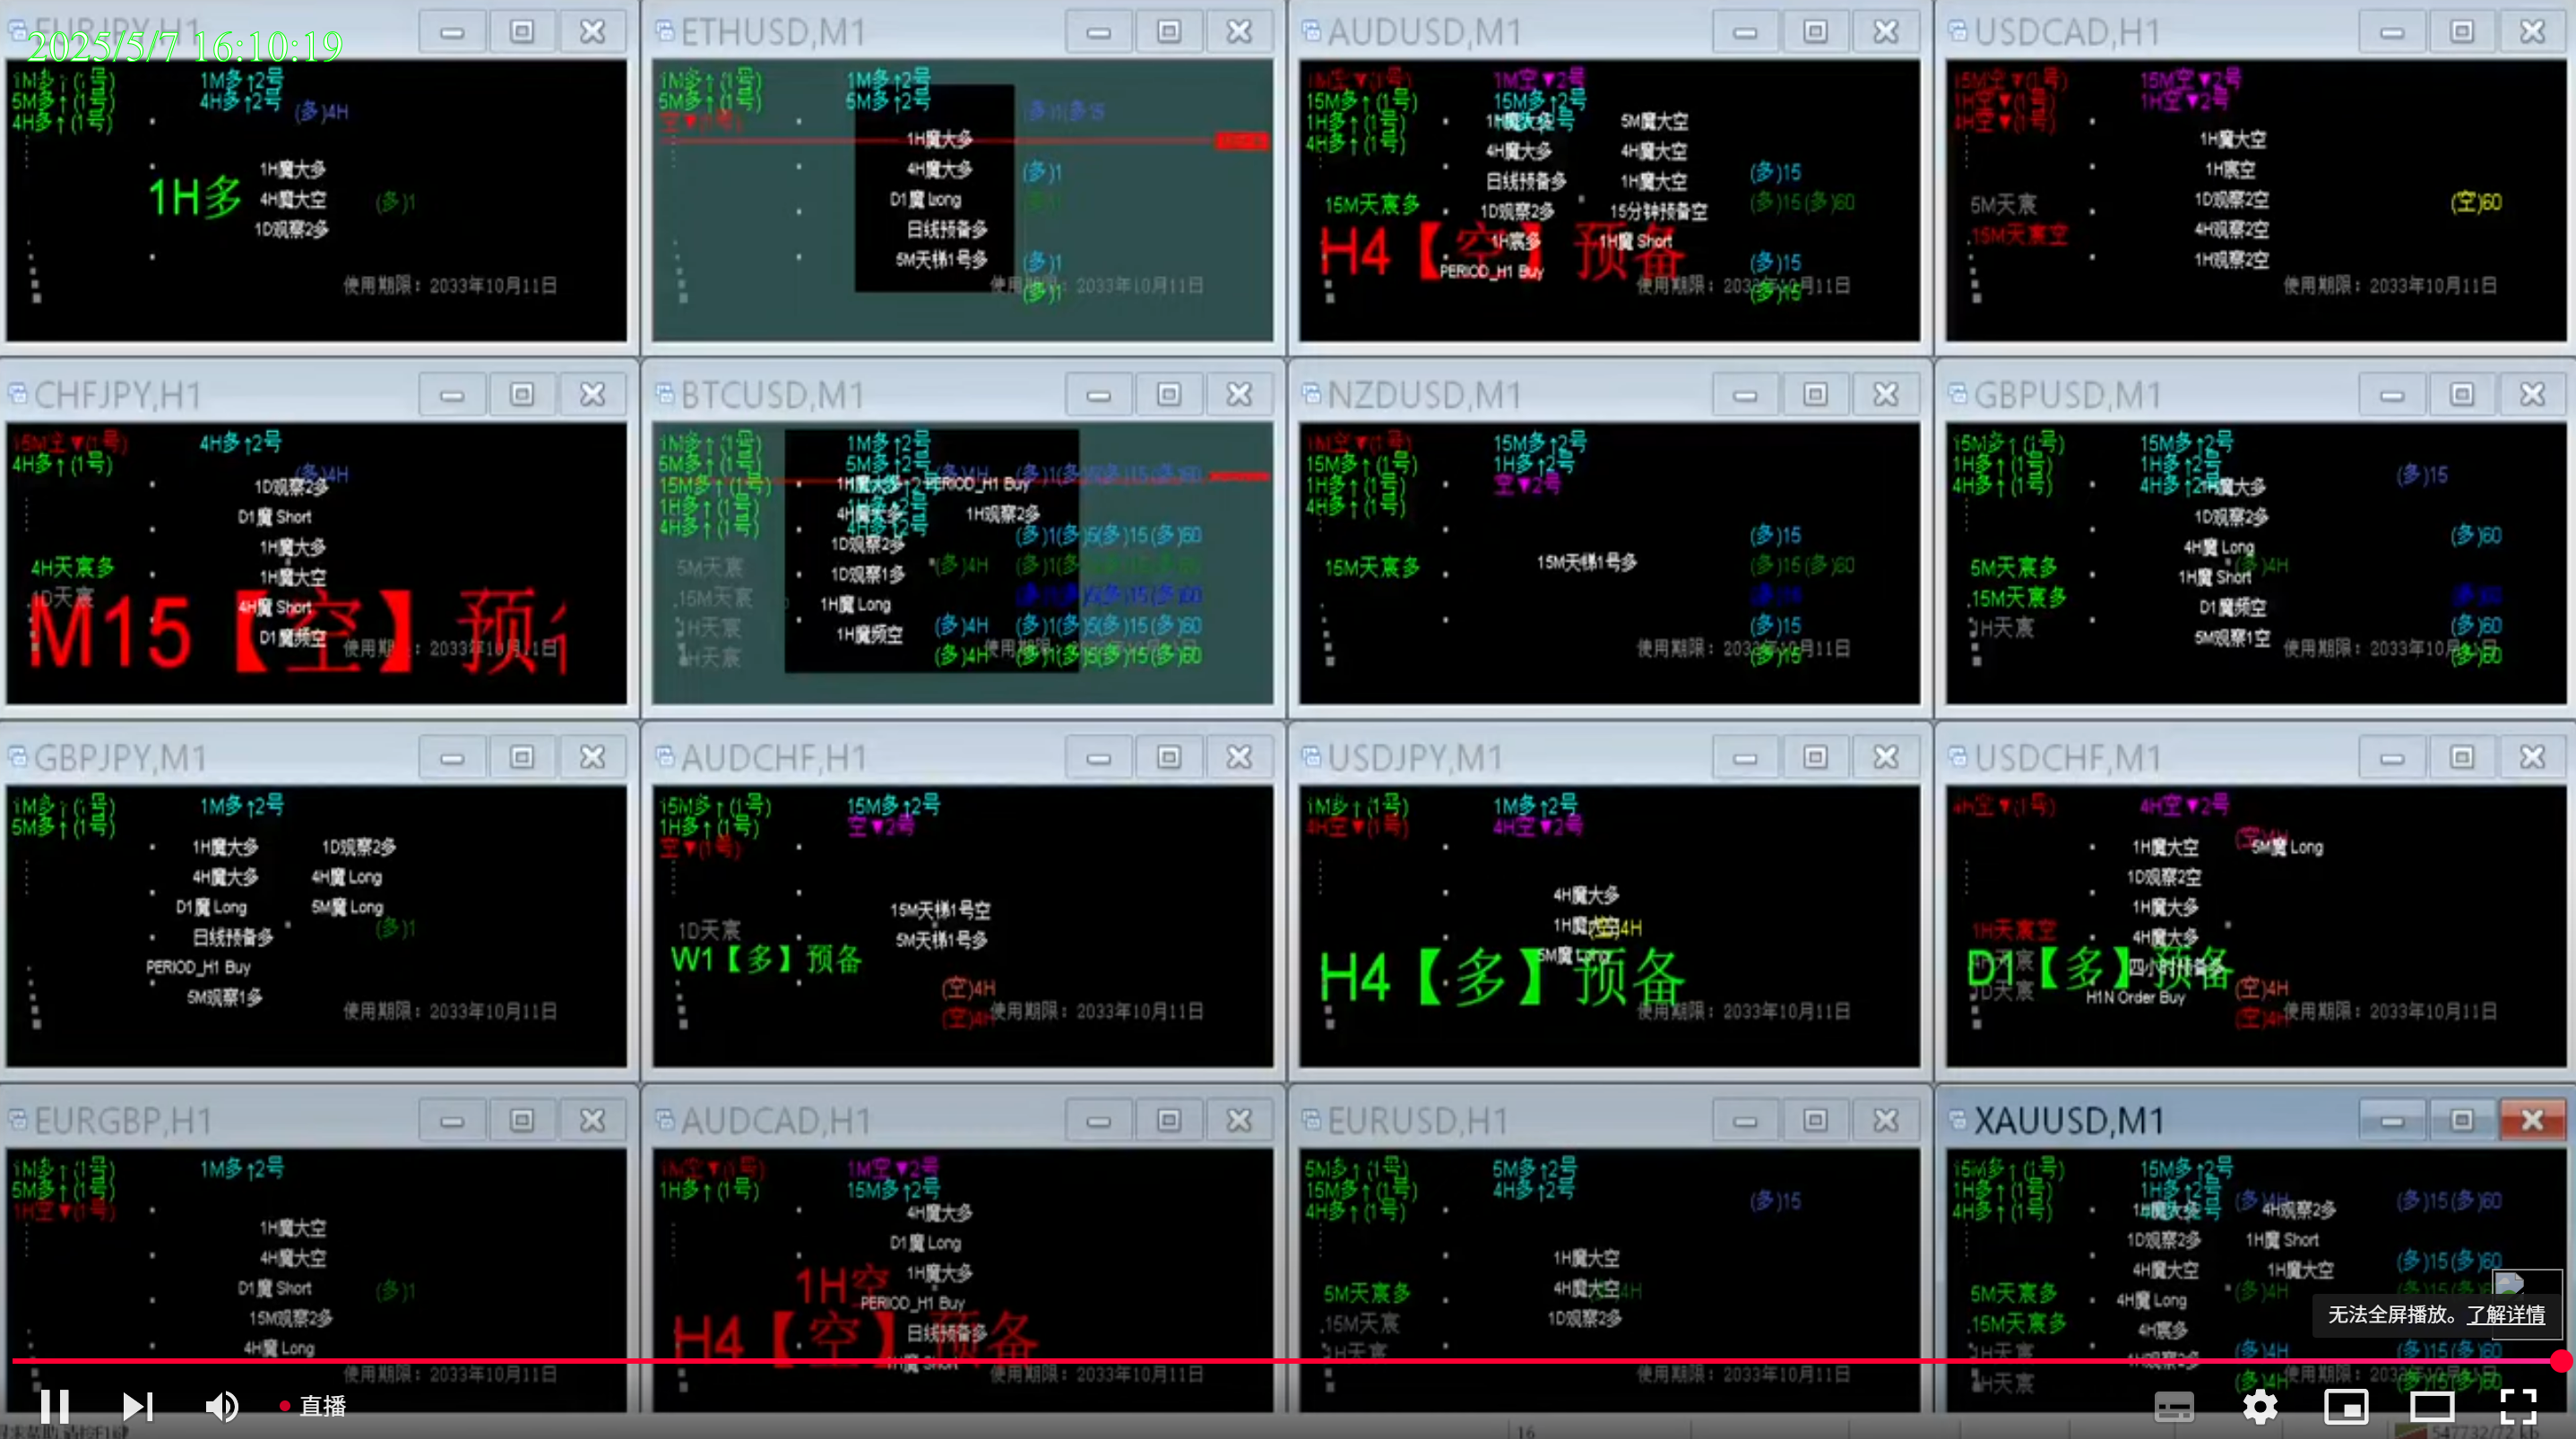 EURJPY,H1
2025/5/7 16:10:19
1M多↑(1号)
5M多↑(1号)
4H多↑(1号)
1M多↑2号
4H多↑2号
(多)4H
1H多
1H魔大多
4H魔大空
1D观察2多
(多)1
使用期限：2033年10月11日
ETHUSD,M1
1M多↑(1号)
5M多↑(1号)
空▼(1号)
1M多↑2号
5M多↑2号
1H魔大多
4H魔大多
D1魔 Long
日线预备多
5M天梯1号多
(多)1
(多)1
(多)1
(多)1
使用期限：2033年10月11日
AUDUSD,M1
1M空▼(1号)
15M多↑(1号)
1H多↑(1号)
4H多↑(1号)
1M空▼2号
15M多↑2号
1H魔大多
4H魔大多
日线预备多
1D观察2多
1H宸多
PERIOD_H1 Buy
5M魔大空
4H魔大空
1H魔大空
15分钟预备空
1H魔 Short
15M天宸多
H4【空】预备
(多)15
(多)15(多)60
(多)15
(多)15
使用期限：2033年10月11日
USDCAD,H1
15M空▼(1号)
1H空▼(1号)
4H空▼(1号)
15M空▼2号
1H空▼2号
1H魔大空
1H宸空
1D观察2空
4H观察2空
1H观察2空
5M天宸
15M天宸空
(空)60
使用期限：2033年10月11日
CHFJPY,H1
15M空▼(1号)
4H多↑(1号)
4H多↑2号
(多)4H
1D观察2多
D1魔 Short
1H魔大多
1H魔大空
4H魔 Short
D1魔频空
4H天宸多
1D天宸
M15【空】预
使用期限：2033年10月11日
BTCUSD,M1
1M多↑(1号)
5M多↑(1号)
15M多↑(1号)
1H多↑(1号)
4H多↑(1号)
1M多↑2号
5M多↑2号
1H魔大多
4H魔大多
1D观察2多
1D观察1多
1H魔 Long
1H魔频空
PERIOD_H1 Buy
1H观察2多
5M天宸
15M天宸
1H天宸
4H天宸
(多)4H
(多)1(多)5(多)15(多)60
(多)1(多)5(多)15(多)60
(多)4H
(多)4H (多)1(多)5(多)15(多)60
(多)4H (多)1(多)5(多)15(多)60
NZDUSD,M1
1M空▼(1号)
15M多↑(1号)
1H多↑(1号)
4H多↑(1号)
15M多↑2号
1H多↑2号
空▼2号
15M天宸多
15M天梯1号多
(多)15
(多)15(多)60
(多)15
(多)15
(多)15
使用期限：2033年10月11日
GBPUSD,M1
15M多↑(1号)
1H多↑(1号)
4H多↑(1号)
15M多↑2号
1H多↑2号
4H多↑2号
1H魔大多
1D观察2多
4H魔 Long
1H魔 Short
D1魔频空
5M观察1空
5M天宸多
15M天宸多
1H天宸
(多)15
(多)60
(多)4H
(多)60
(多)60
使用期限：2033年10月11日
GBPJPY,M1
1M多↑(1号)
5M多↑(1号)
1M多↑2号
1H魔大多
4H魔大多
D1魔 Long
日线预备多
PERIOD_H1 Buy
5M观察1多
1D观察2多
4H魔 Long
5M魔 Long
(多)1
使用期限：2033年10月11日
AUDCHF,H1
15M多↑(1号)
1H多↑(1号)
空▼(1号)
15M多↑2号
空▼2号
15M天梯1号空
5M天梯1号多
1D天宸
W1【多】预备
(空)4H
(空)4H
使用期限：2033年10月11日
USDJPY,M1
1M多↑(1号)
4H空▼(1号)
1M多↑2号
4H空▼2号
4H魔大多
1H魔大空
(空)4H
5M魔 Long
H4【多】预备
使用期限：2033年10月11日
USDCHF,M1
4H空▼(1号)
4H空▼2号
(空)4H
5M魔 Long
1H魔大空
1D观察2空
1H魔大多
4H魔大多
四小时预备多
H1N Order Buy
1H天宸空
4H天宸
1D天宸
D1【多】预备
(空)4H
(空)4H
使用期限：2033年10月11日
EURGBP,H1
1M多↑(1号)
5M多↑(1号)
1H空▼(1号)
1M多↑2号
1H魔大空
4H魔大空
D1魔 Short
15M观察2多
4H魔 Long
(多)1
使用期限：2033年10月11日
AUDCAD,H1
1M空▼(1号)
1H多↑(1号)
1M空▼2号
15M多↑2号
4H魔大多
D1魔 Long
1H魔大多
PERIOD_H1 Buy
日线预备多
1H魔 Short
1H空
H4【空】预备
使用期限：2033年10月11日
EURUSD,H1
5M多↑(1号)
15M多↑(1号)
4H多↑(1号)
5M多↑2号
4H多↑2号
(多)15
1H魔大空
4H魔大空
1D观察2多
5M天宸多
15M天宸
1H天宸
使用期限：2033年10月11日
XAUUSD,M1
15M多↑(1号)
1H多↑(1号)
4H多↑(1号)
15M多↑2号
1H多↑2号
1H魔大多
1D观察2多
4H魔大空
4H魔 Long
4H宸多
4H观察2多
1H魔 Short
1H魔大空
(多)4H
(多)15(多)60
(多)15(多)60
(多)4H
5M天宸多
15M天宸多
1H天宸
4H天宸
(多)4H
(多)15(多)60
(多)4H
使用期限：2033年10月11日
无法全屏播放。了解详情
直播
16
547732/72 kb